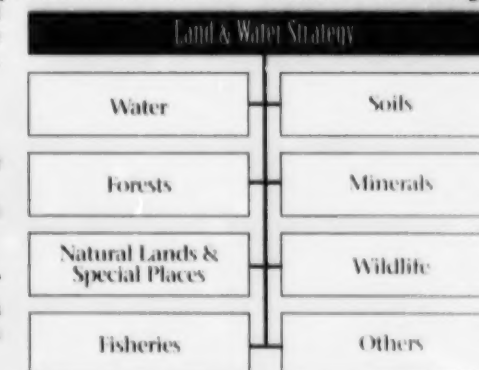 Land & Water Strategy
Water
Soils
Forests
Minerals
Natural Lands &
Special Places
Wildlife
Fisheries
Others